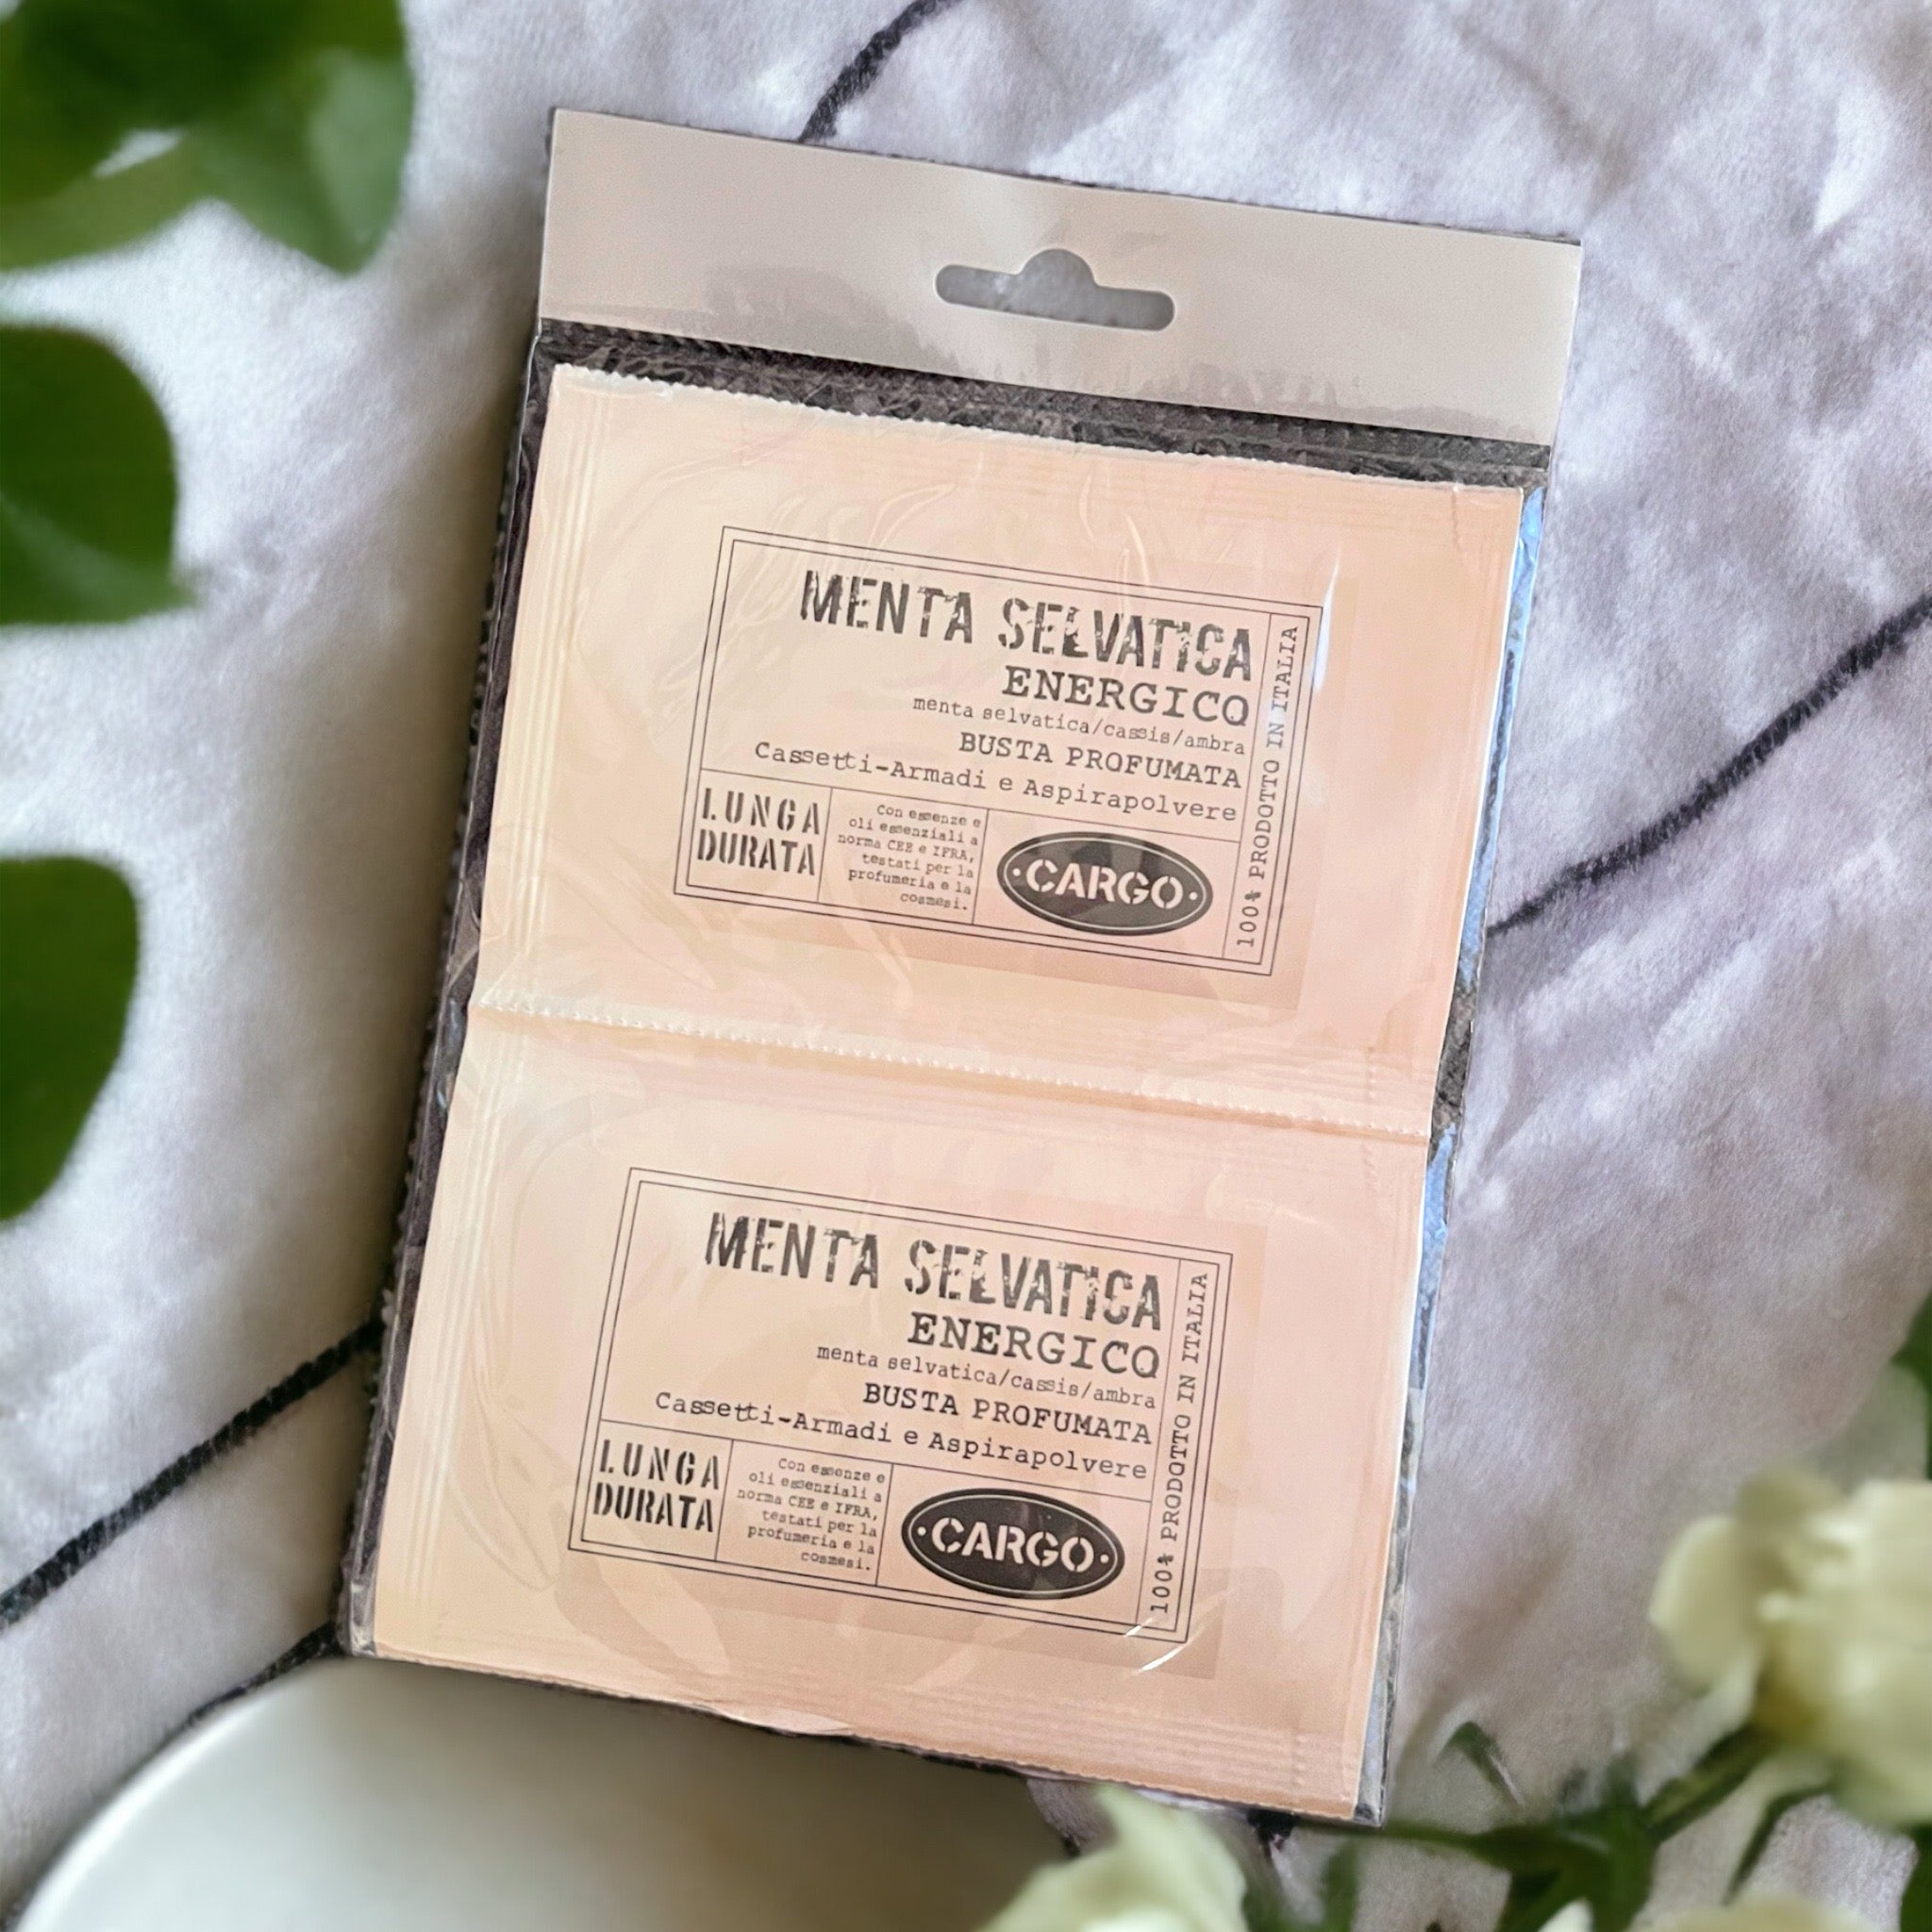 MENTA SELVATICA
ENERGICO
menta selvatica/cassis/ambra
BUSTA PROFUMATA
Cassetti-Armadi e Aspirapolvere
LUNGA
DURATA
Con essenze e
oli essenziali a
norma CEE e IFRA,
testati per la
profumeria e la
cosmesi.
·CARGO·
100% PRODOTTO IN ITALIA
MENTA SELVATICA
ENERGICO
menta selvatica/cassis/ambra
BUSTA PROFUMATA
Cassetti-Armadi e Aspirapolvere
LUNGA
DURATA
Con essenze e
oli essenziali a
norma CEE e IFRA,
testati per la
profumeria e la
cosmesi.
·CARGO·
100% PRODOTTO IN ITALIA